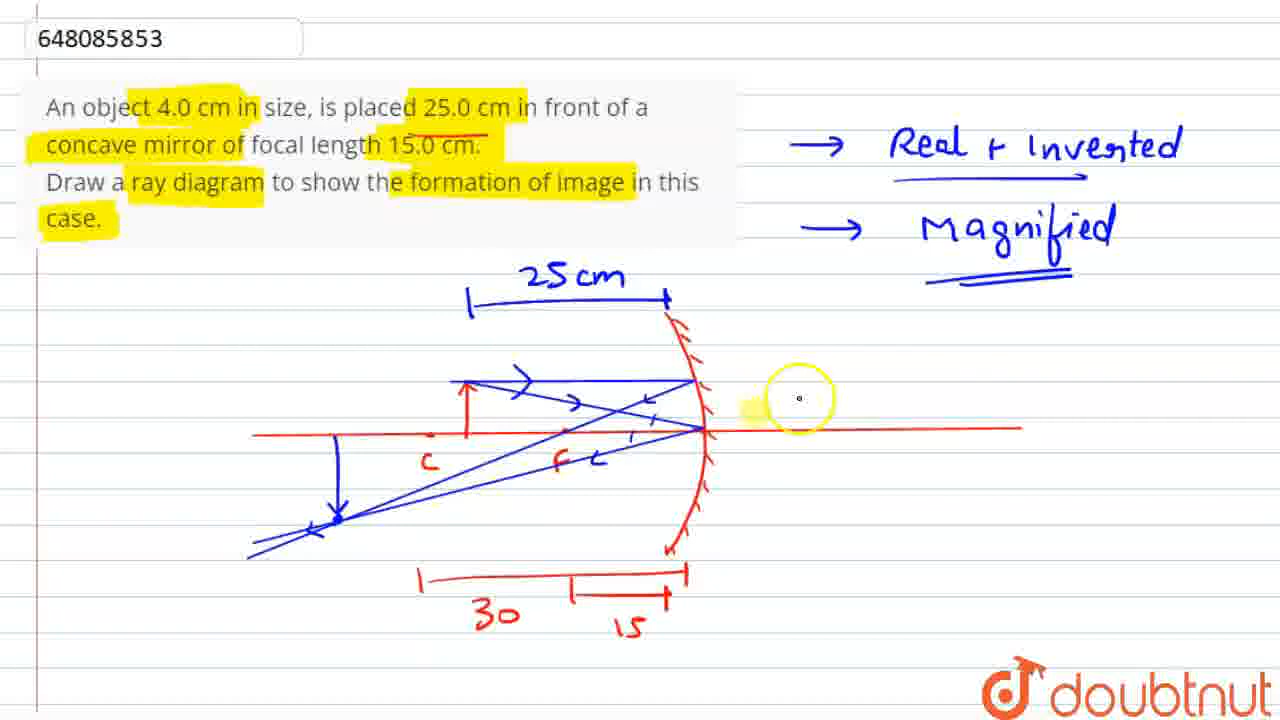 648085853
An object 4.0 cm in size, is placed 25.0 cm in front of a
concave mirror of focal length 15.0 cm.
Draw a ray diagram to show the formation of image in this
case.
→ Real + Inverted
→ Magnified
25 cm
C F
30
15
doubtnut